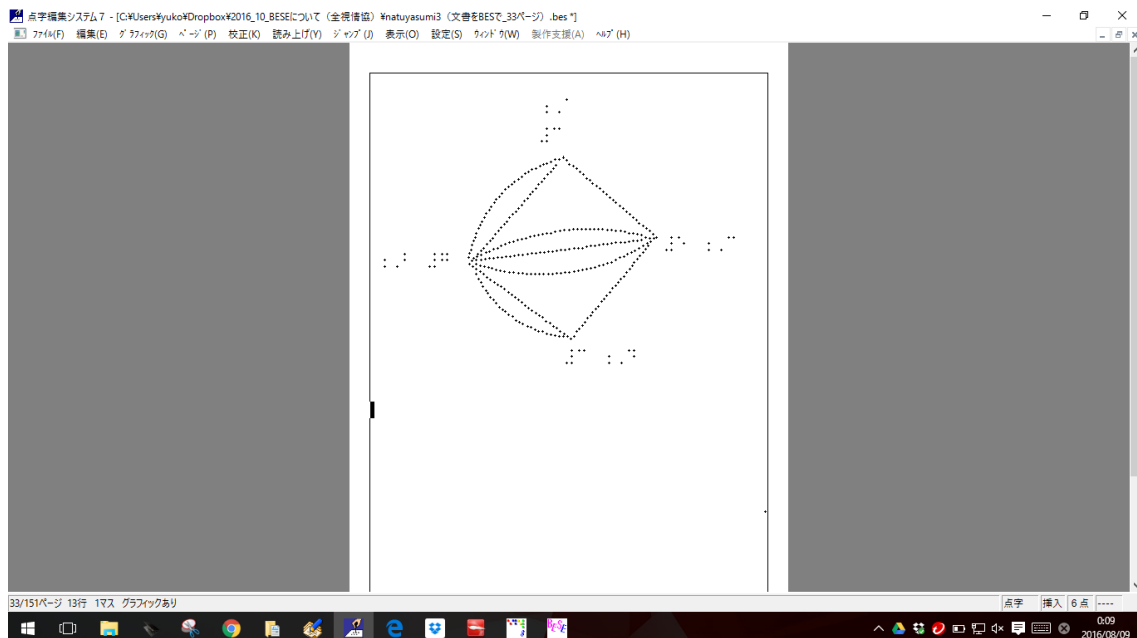 点字編集システム７ - [C:¥Users¥yuko¥Dropbox¥2016_10_BESEについて（全視情協）¥natuyasumi3（文書をBESで_33ページ）.bes *]
ﾌｧｲﾙ(F) 編集(E) ｸﾞﾗﾌｨｯｸ(G) ﾍﾟｰｼﾞ(P) 校正(K) 読み上げ(Y) ｼﾞｬﾝﾌﾟ(J) 表示(O) 設定(S) ｳｨﾝﾄﾞｳ(W) 製作支援(A) ﾍﾙﾌﾟ(H)
33/151ページ 13行 1マス グラフィックあり 点字 挿入 6点 ----
BESE
0:09
2016/08/09